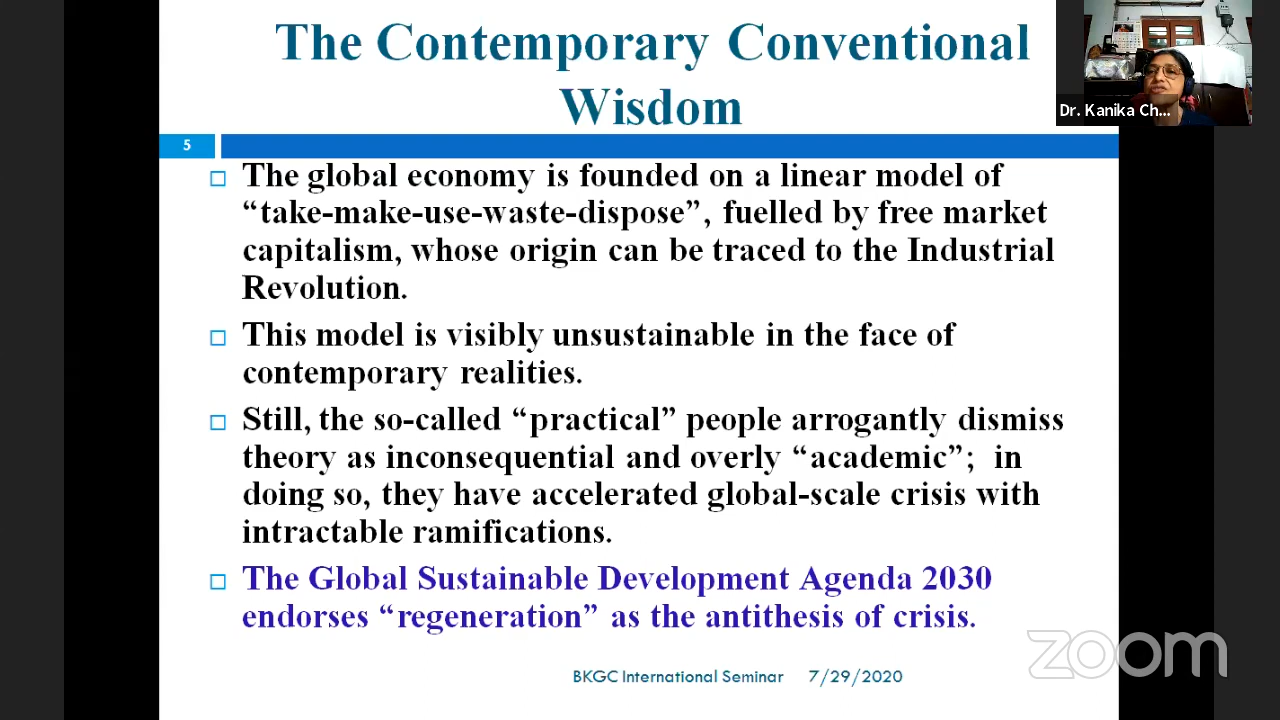 The Contemporary Conventional
Wisdom
Dr. Kanika Ch...
5
The global economy is founded on a linear model of
“take-make-use-waste-dispose”, fuelled by free market
capitalism, whose origin can be traced to the Industrial
Revolution.
This model is visibly unsustainable in the face of
contemporary realities.
Still, the so-called “practical” people arrogantly dismiss
theory as inconsequential and overly “academic”; in
doing so, they have accelerated global-scale crisis with
intractable ramifications.
The Global Sustainable Development Agenda 2030
endorses “regeneration” as the antithesis of crisis.
zoom
BKGC International Seminar 7/29/2020